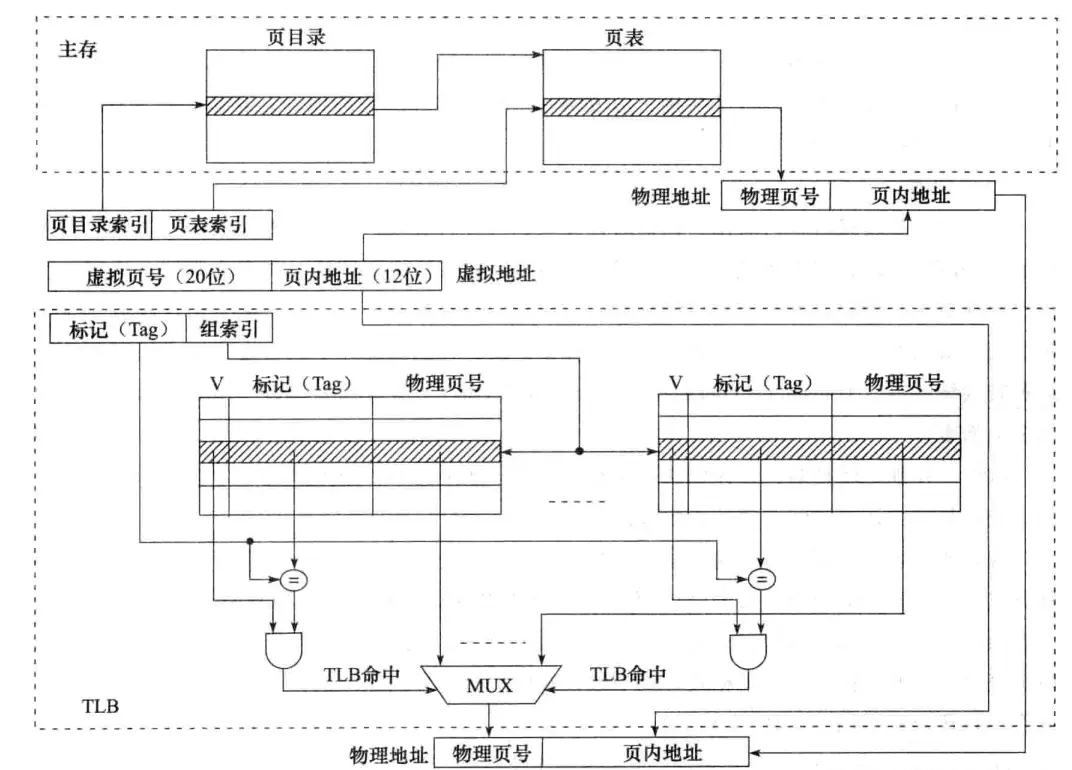 页目录 页表
主存
物理地址 物理页号 页内地址
页目录索引 页表索引
虚拟页号（20位） 页内地址（12位） 虚拟地址
标记（Tag） 组索引
V 标记（Tag） 物理页号 V 标记（Tag） 物理页号
= =
TLB命中 MUX TLB命中
TLB
物理地址 物理页号 页内地址